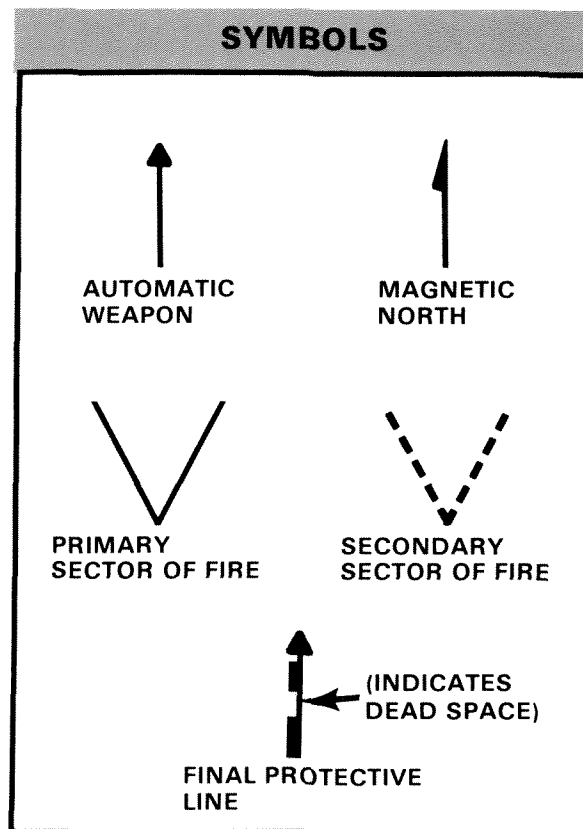 SYMBOLS
AUTOMATIC
WEAPON
MAGNETIC
NORTH
PRIMARY
SECTOR OF FIRE
SECONDARY
SECTOR OF FIRE
(INDICATES
DEAD SPACE)
FINAL PROTECTIVE
LINE